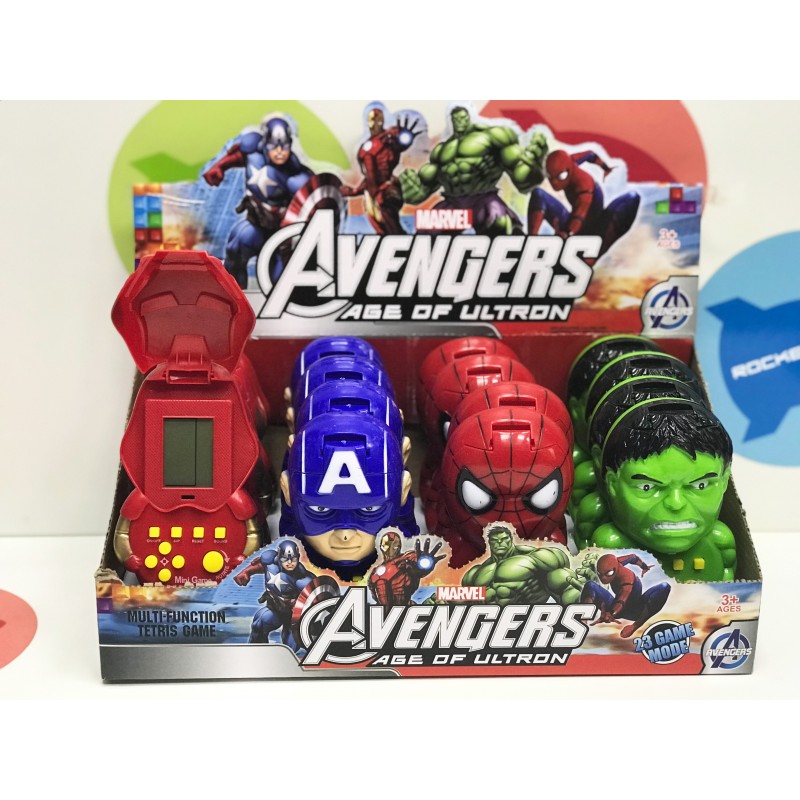 MARVEL
AVENGERS
AGE OF ULTRON
3+
AGES
AVENGERS
ROCKE
A
Mini Game
MULTI-FUNCTION
TETRIS GAME
MARVEL
AVENGERS
AGE OF ULTRON
23 GAME
MODE
3+
AGES
AVENGERS